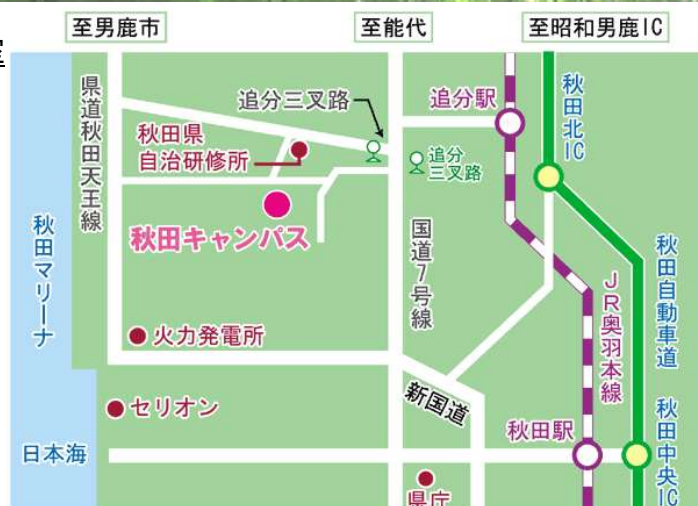 至男鹿市
至能代
至昭和男鹿IC
室
県道秋田天王線
追分三叉路
追分駅
秋田北IC
秋田県
自治研修所
追分
三叉路
秋田キャンパス
秋田マリーナ
国道7号線
JR奥羽本線
秋田自動車道
火力発電所
新国道
セリオン
秋田駅
秋田中央IC
日本海
県庁